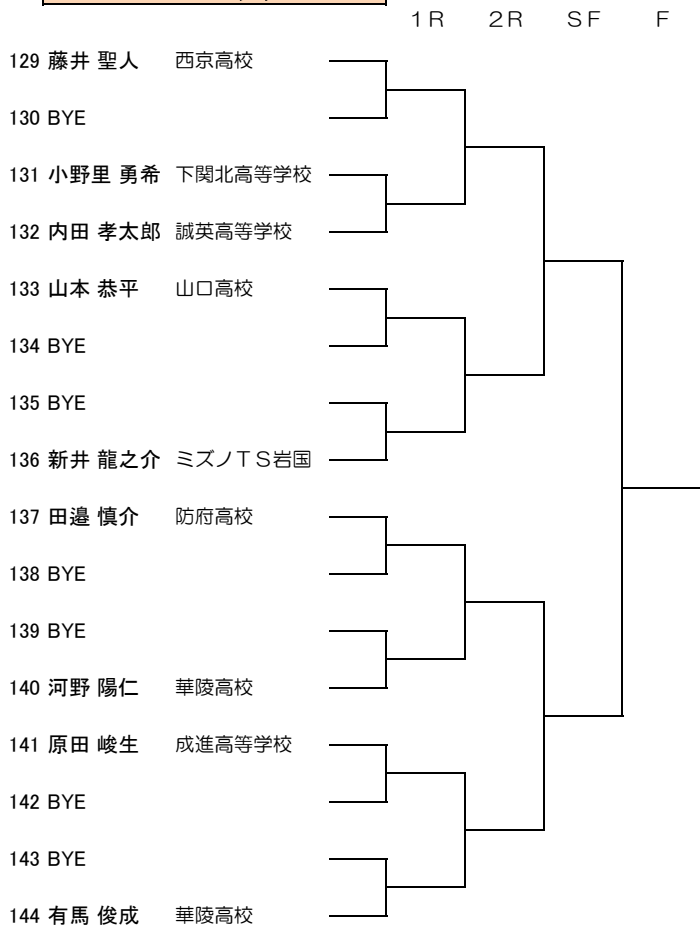 １Ｒ ２Ｒ ＳＦ Ｆ
129 藤井 聖人 西京高校
130 BYE
131 小野里 勇希 下関北高等学校
132 内田 孝太郎 誠英高等学校
133 山本 恭平 山口高校
134 BYE
135 BYE
136 新井 龍之介 ミズノＴＳ岩国
137 田邉 慎介 防府高校
138 BYE
139 BYE
140 河野 陽仁 華陵高校
141 原田 峻生 成進高等学校
142 BYE
143 BYE
144 有馬 俊成 華陵高校